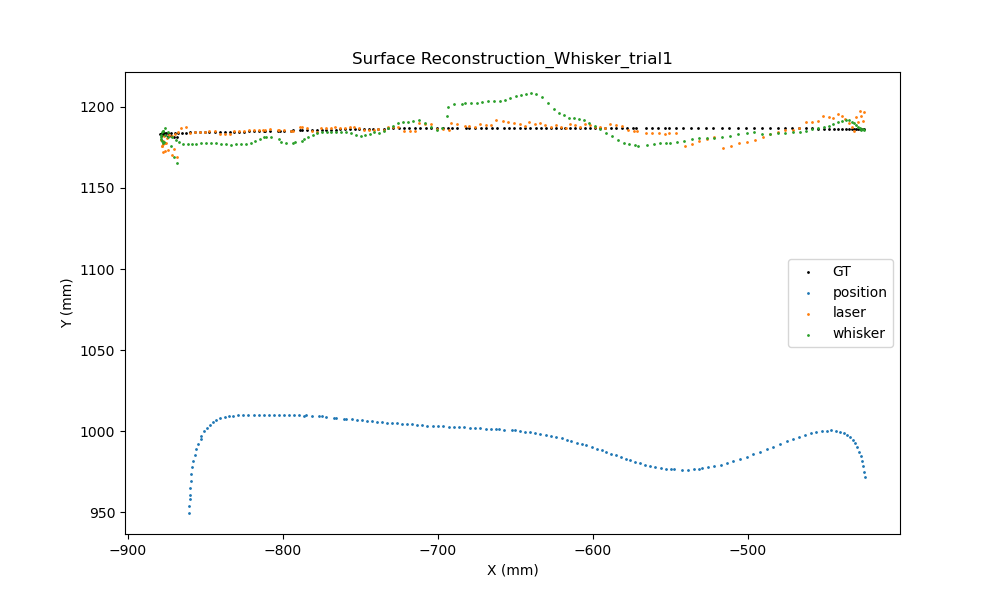 Surface Reconstruction_Whisker_trial1
1200
1150
1100
1050
1000
950
Y (mm)
GT
position
laser
whisker
−900
−800
−700
−600
−500
X (mm)